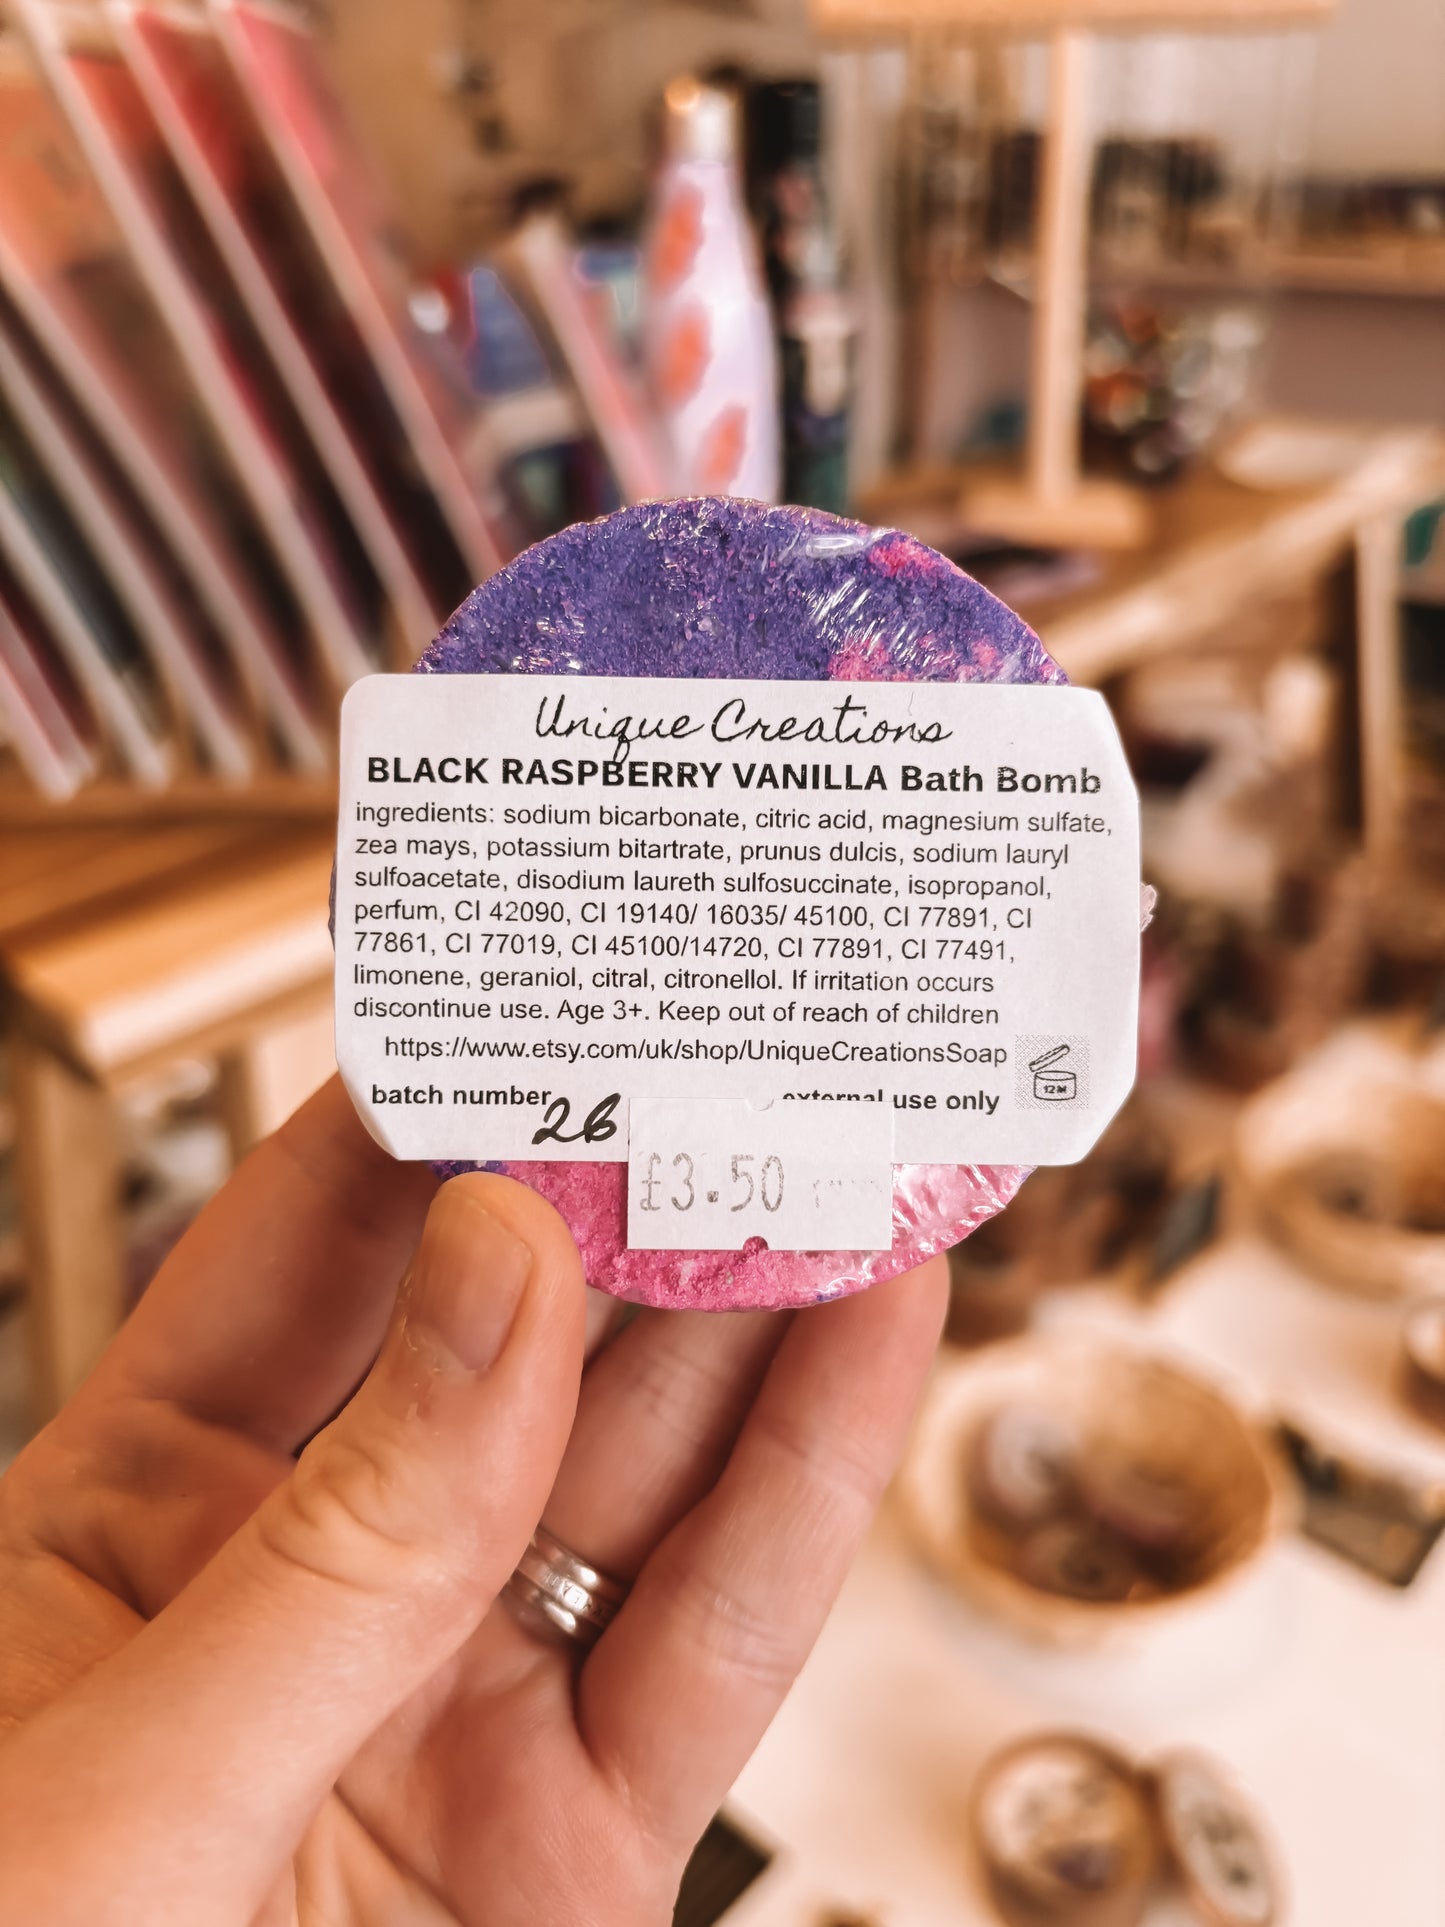 Unique Creations
BLACK RASPBERRY VANILLA Bath Bomb
ingredients: sodium bicarbonate, citric acid, magnesium sulfate,
zea mays, potassium bitartrate, prunus dulcis, sodium lauryl
sulfoacetate, disodium laureth sulfosuccinate, isopropanol,
perfum, CI 42090, CI 19140/ 16035/ 45100, CI 77891, CI
77861, CI 77019, CI 45100/14720, CI 77891, CI 77491,
limonene, geraniol, citral, citronellol. If irritation occurs
discontinue use. Age 3+. Keep out of reach of children
https://www.etsy.com/uk/shop/UniqueCreationsSoap
12M
batch number 26 external use only
£3.50